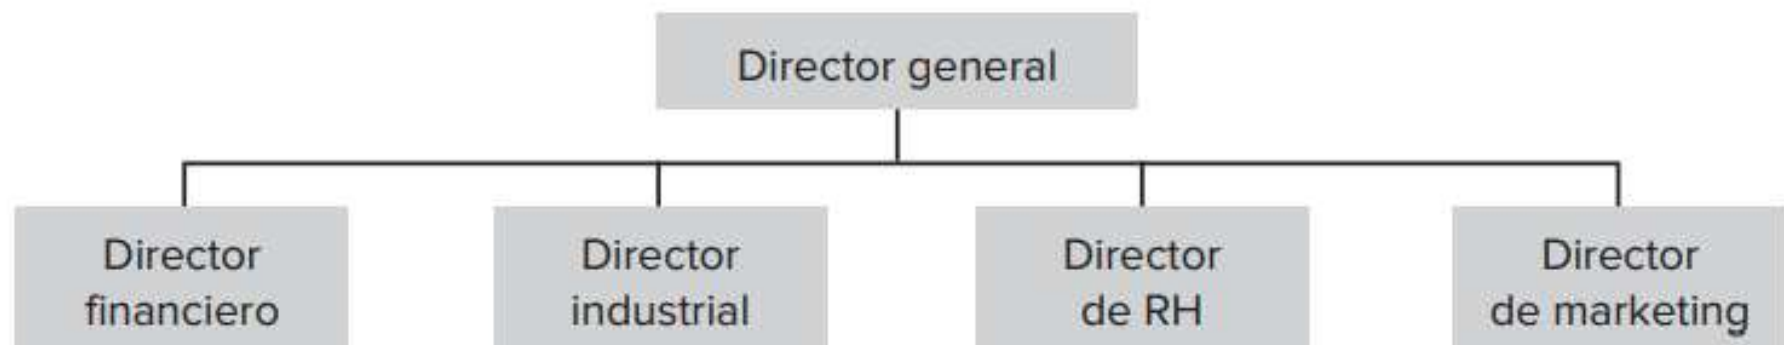 Director general
Director
financiero
Director
industrial
Director
de RH
Director
de marketing